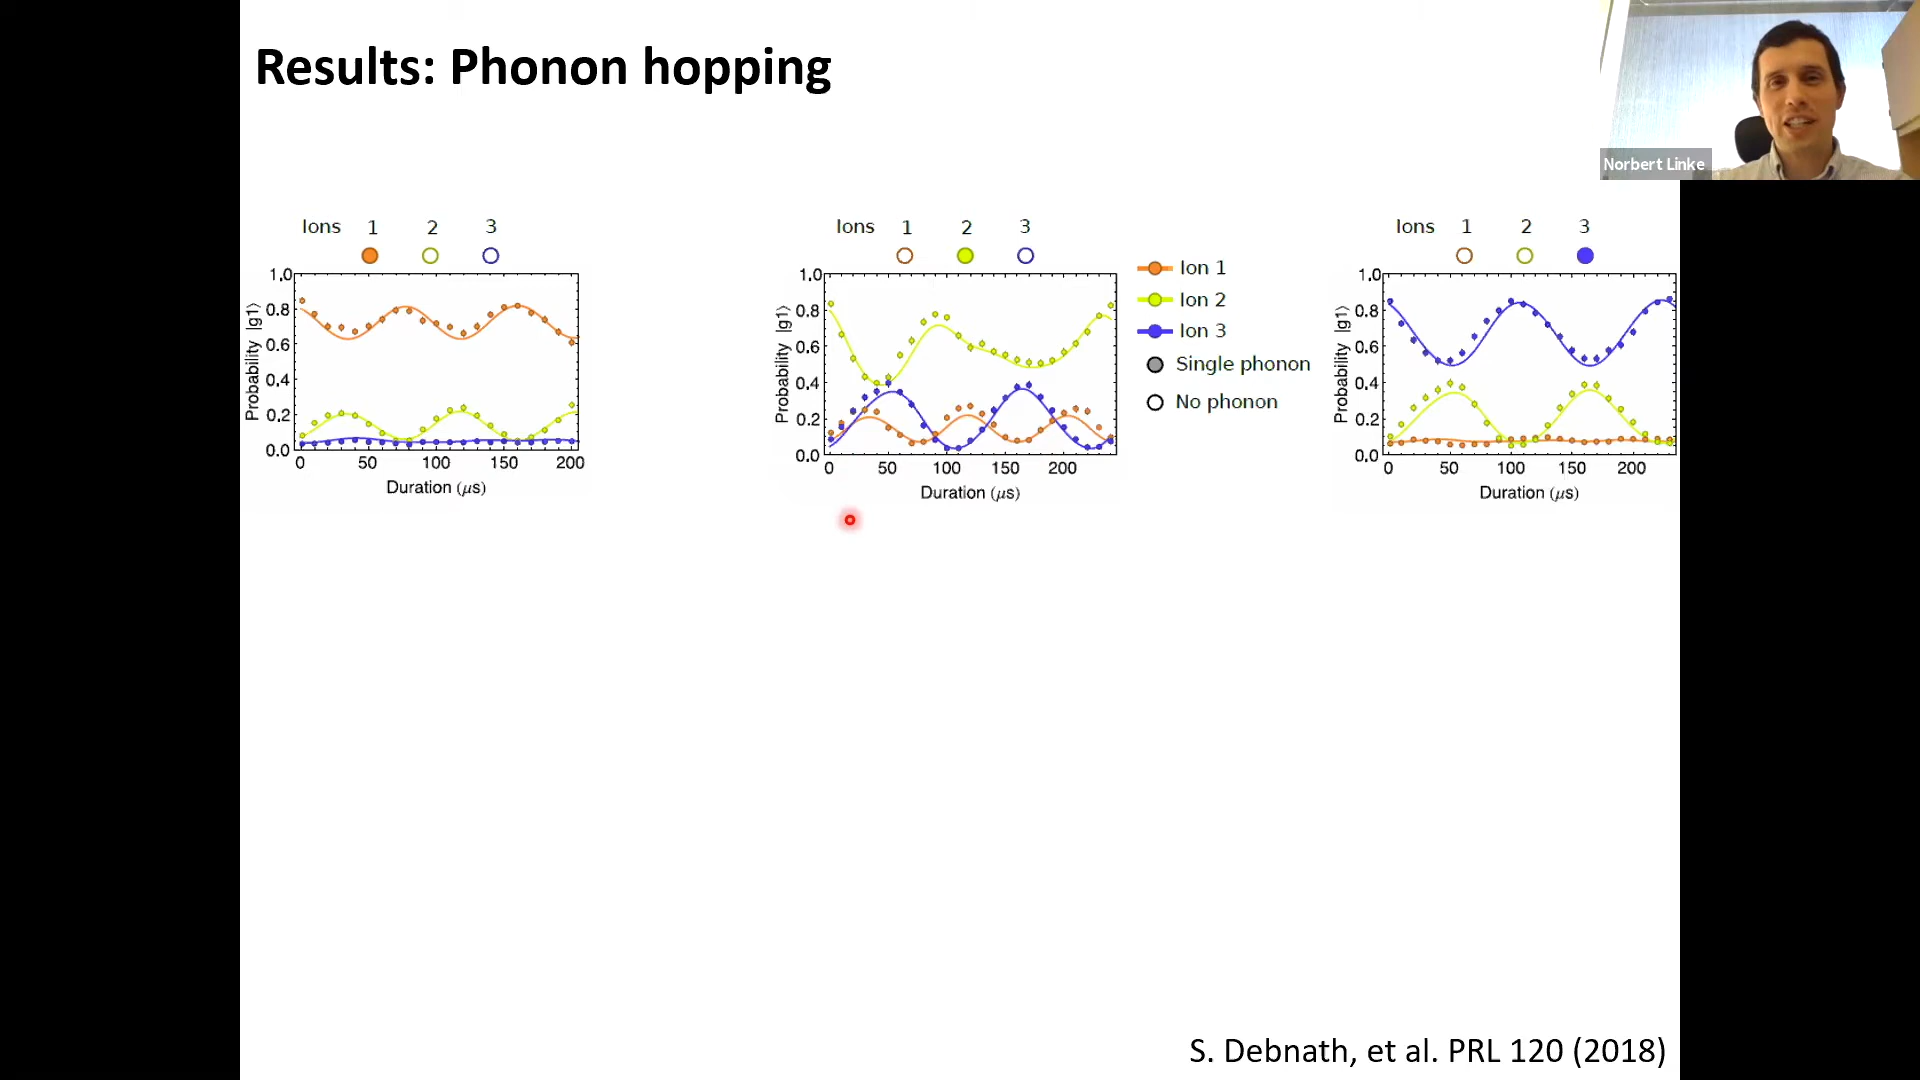 Results: Phonon hopping
Norbert Linke
Ions 1 2 3
1.0
0.8
0.6
0.4
0.2
0.0
Probability |g1⟩
0 50 100 150 200
Duration (μs)
Ions 1 2 3
1.0
0.8
0.6
0.4
0.2
0.0
Probability |g1⟩
0 50 100 150 200
Duration (μs)
Ion 1
Ion 2
Ion 3
Single phonon
No phonon
Ions 1 2 3
1.0
0.8
0.6
0.4
0.2
0.0
Probability |g1⟩
0 50 100 150 200
Duration (μs)
S. Debnath, et al. PRL 120 (2018)